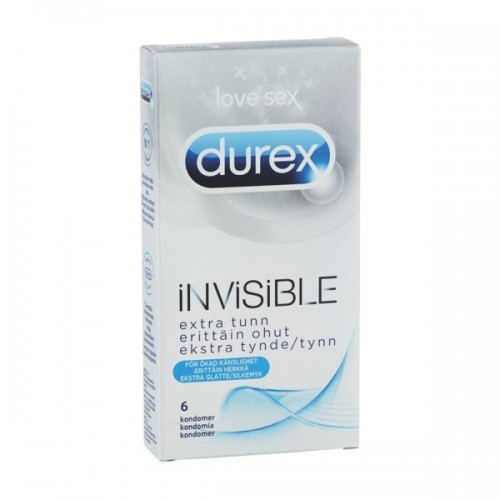 love sex
durex
iNViSiBLE
extra tunn
erittäin ohut
ekstra tynde/tynn
FÖR ÖKAD KÄNSLIGHET
ERITTÄIN HERKKÄ
EKSTRA GLATTE/SILKEMYK
6
kondomer
kondomia
kondomer